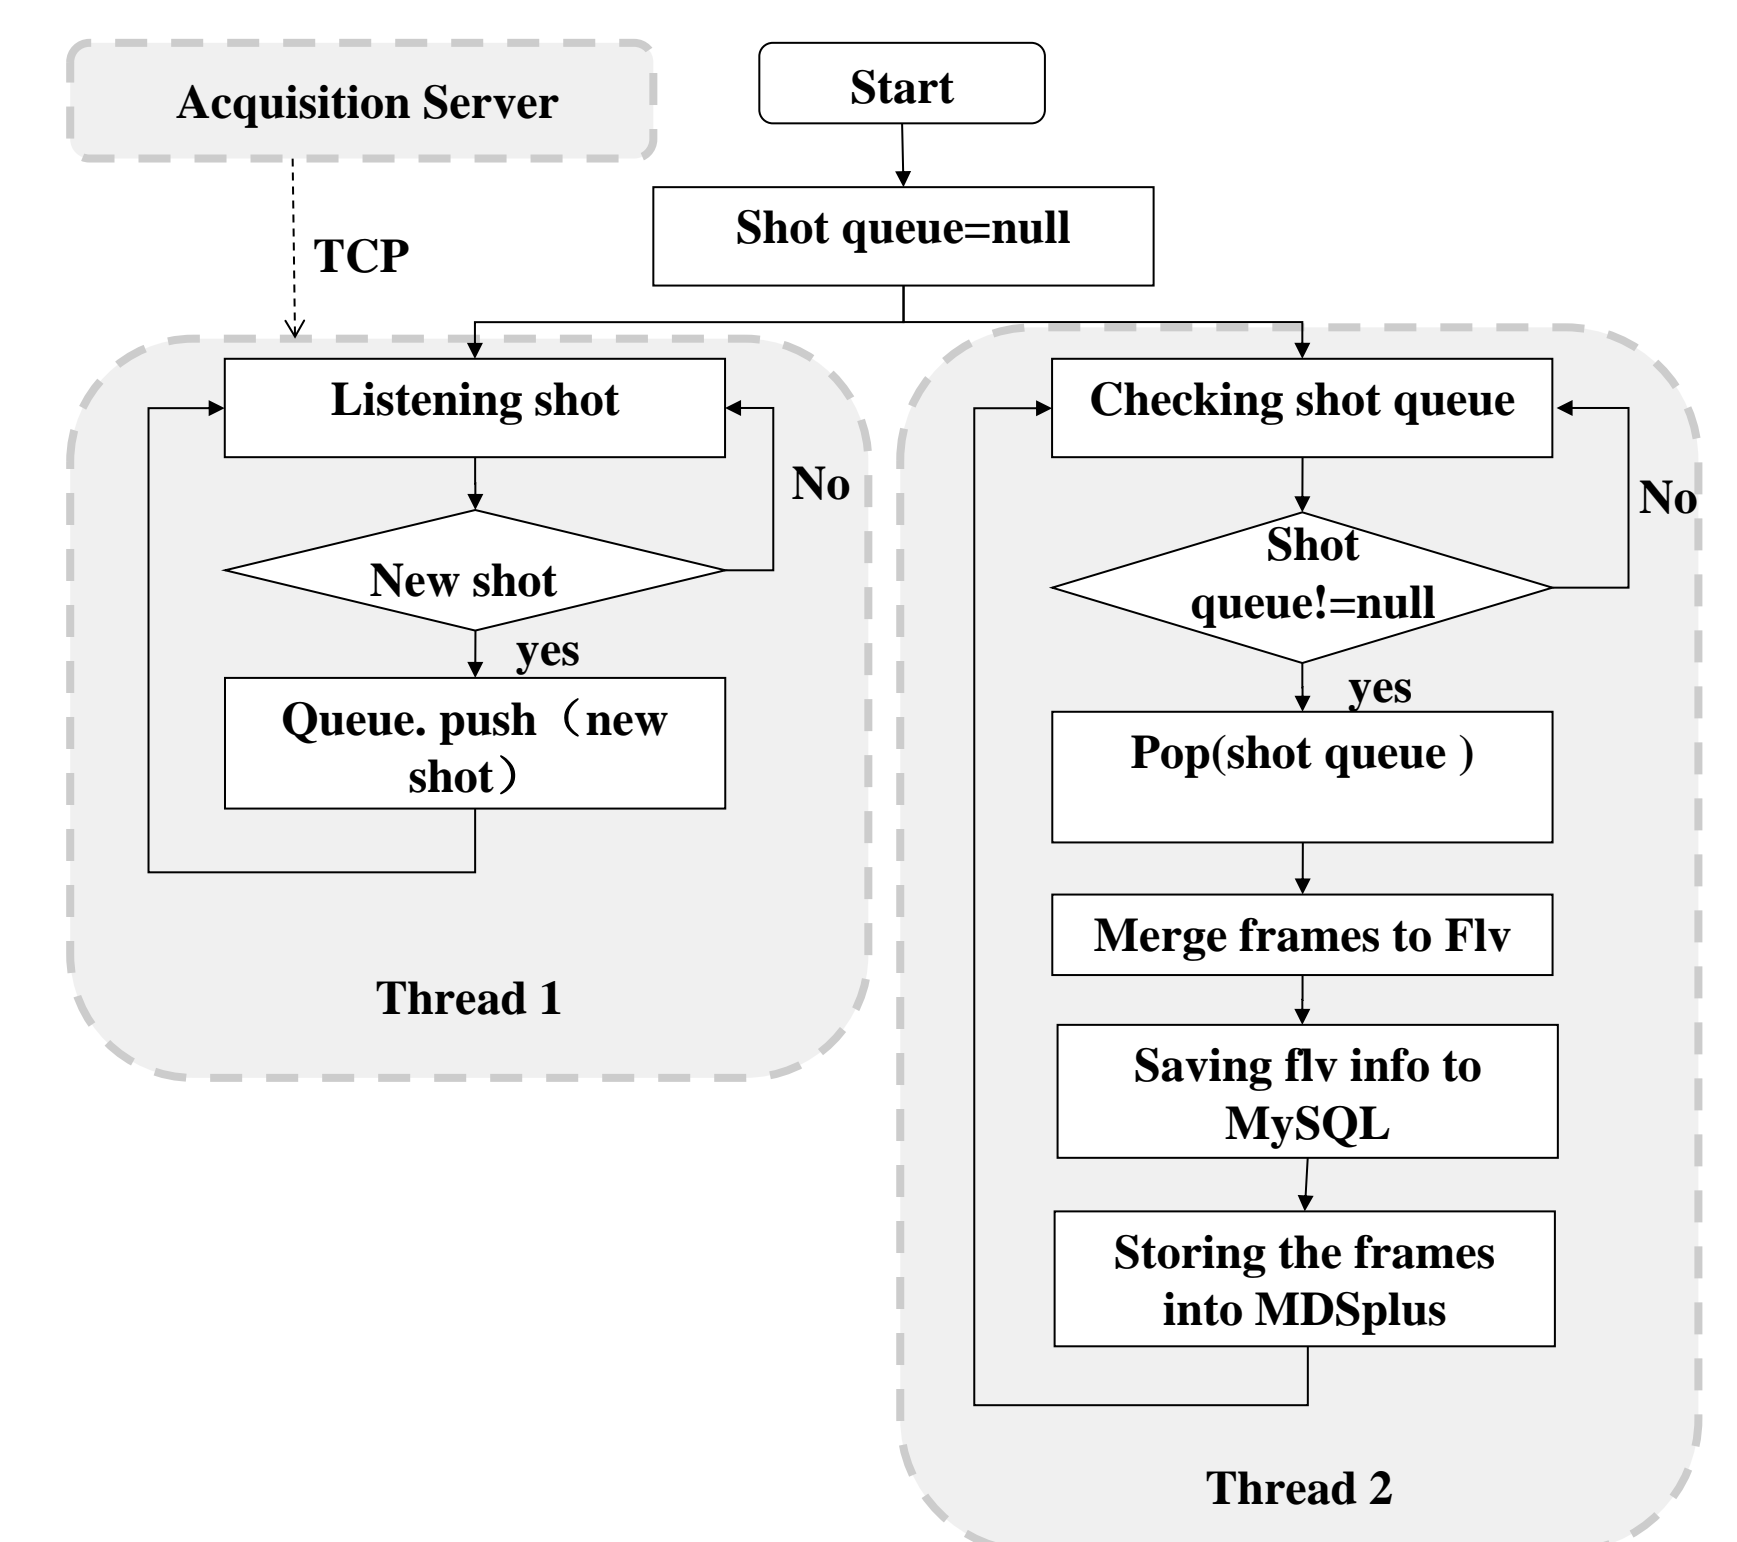 Acquisition Server
Start
Shot queue=null
TCP
Listening shot
No
New shot
yes
Queue. push（new
shot）
Thread 1
Checking shot queue
No
Shot
queue!=null
yes
Pop(shot queue )
Merge frames to Flv
Saving flv info to
MySQL
Storing the frames
into MDSplus
Thread 2